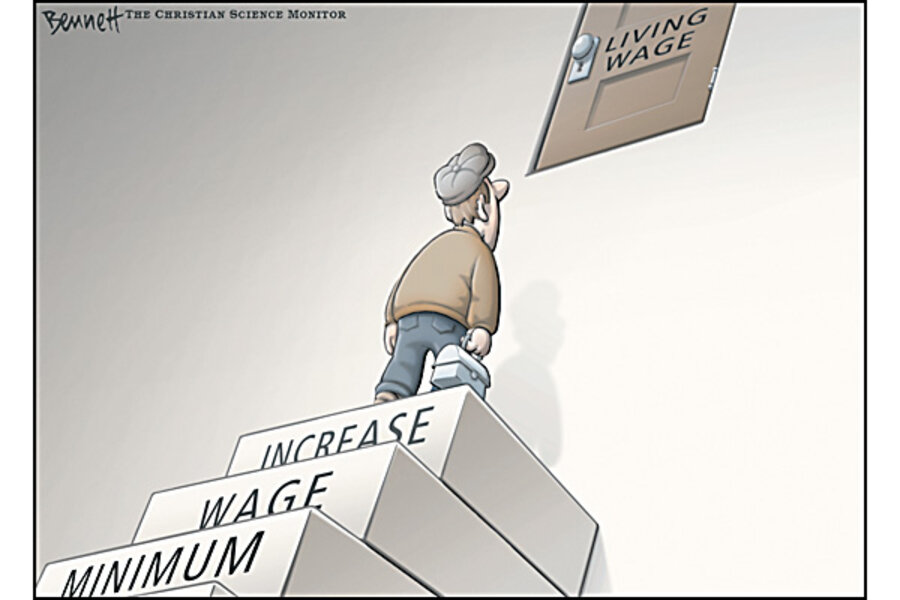 Bennett THE CHRISTIAN SCIENCE MONITOR
LIVING
WAGE
INCREASE
WAGE
MINIMUM